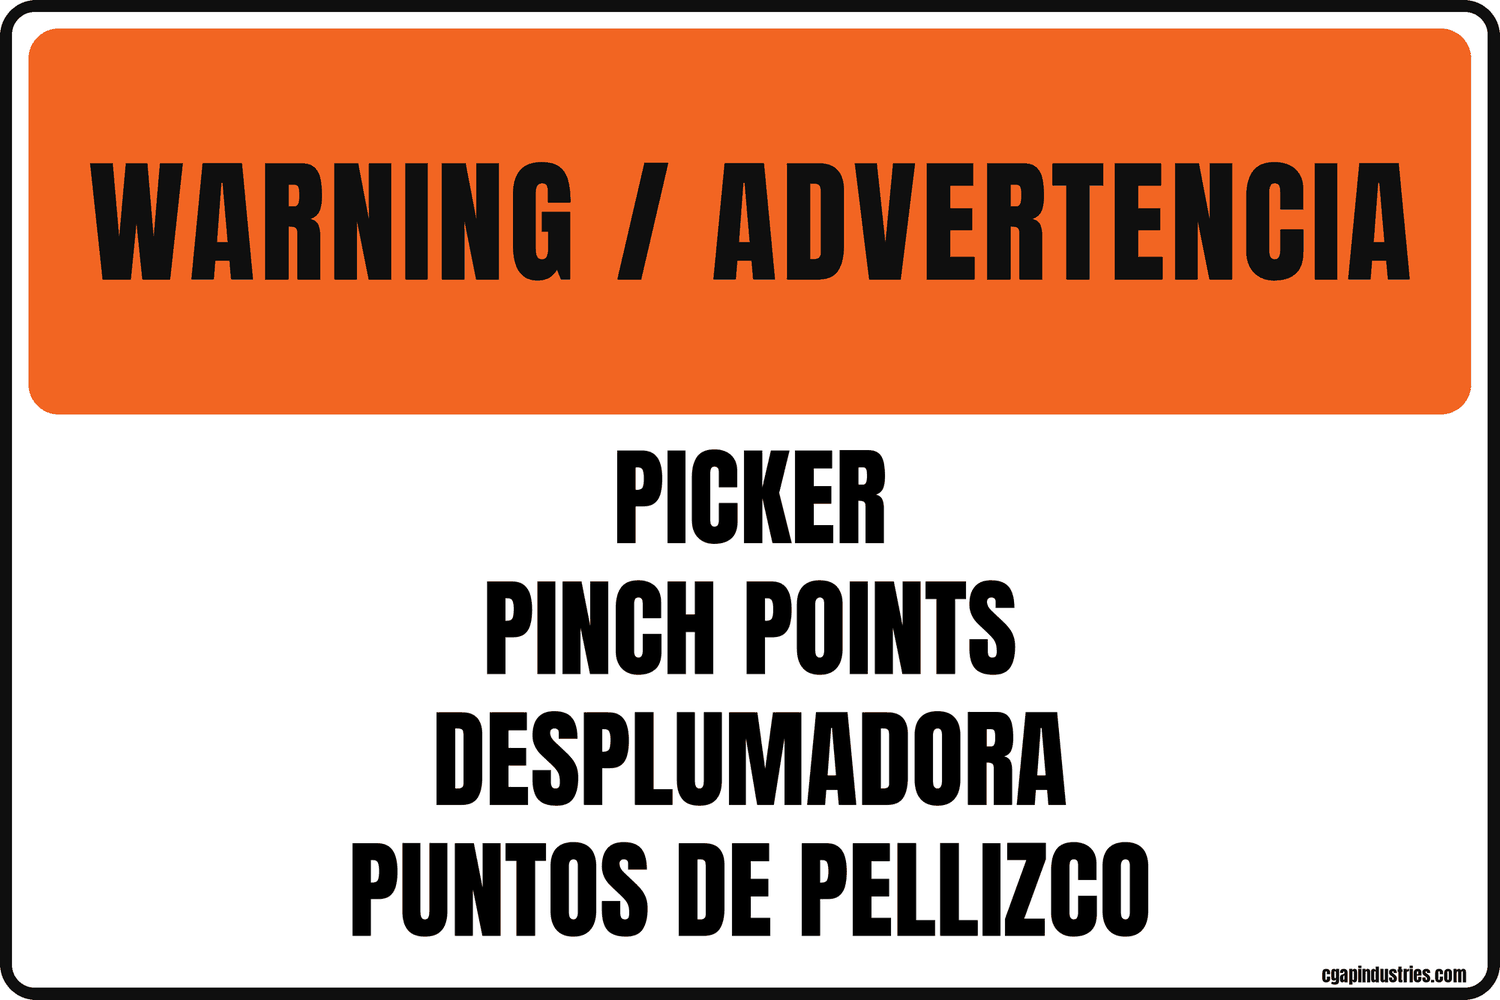 WARNING / ADVERTENCIA
PICKER
PINCH POINTS
DESPLUMADORA
PUNTOS DE PELLIZCO
cgapindustries.com